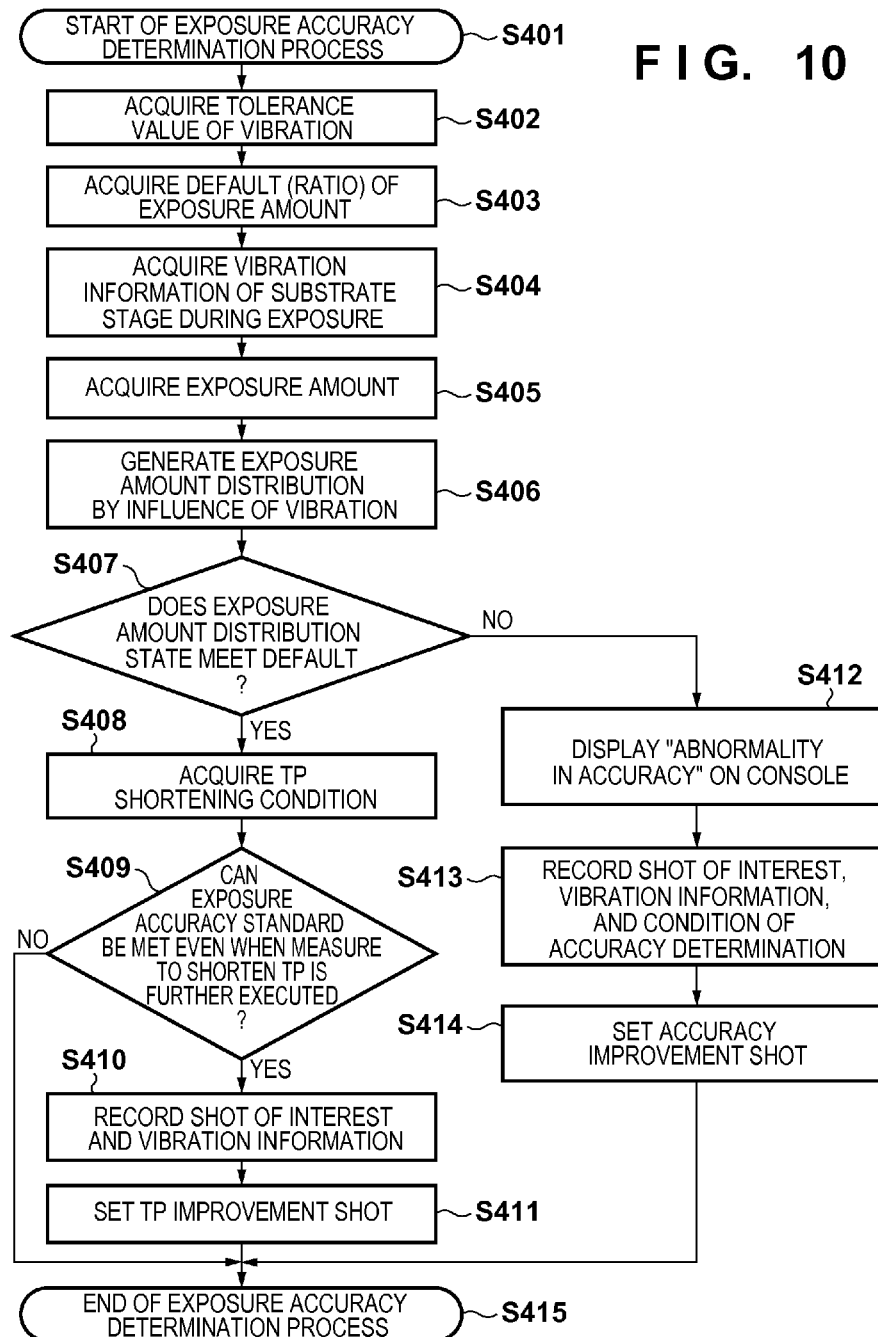 START OF EXPOSURE ACCURACY
DETERMINATION PROCESS
S401
FIG. 10
ACQUIRE TOLERANCE
VALUE OF VIBRATION
S402
ACQUIRE DEFAULT (RATIO) OF
EXPOSURE AMOUNT
S403
ACQUIRE VIBRATION
INFORMATION OF SUBSTRATE
STAGE DURING EXPOSURE
S404
ACQUIRE EXPOSURE AMOUNT
S405
GENERATE EXPOSURE
AMOUNT DISTRIBUTION
BY INFLUENCE OF VIBRATION
S406
S407
DOES EXPOSURE
AMOUNT DISTRIBUTION
STATE MEET DEFAULT
?
NO
YES
S408
ACQUIRE TP
SHORTENING CONDITION
S409
CAN
EXPOSURE
ACCURACY STANDARD
BE MET EVEN WHEN MEASURE
TO SHORTEN TP IS
FURTHER EXECUTED
?
NO
YES
S410
RECORD SHOT OF INTEREST
AND VIBRATION INFORMATION
SET TP IMPROVEMENT SHOT
S411
S412
DISPLAY "ABNORMALITY
IN ACCURACY" ON CONSOLE
S413
RECORD SHOT OF INTEREST,
VIBRATION INFORMATION,
AND CONDITION OF
ACCURACY DETERMINATION
S414
SET ACCURACY
IMPROVEMENT SHOT
END OF EXPOSURE ACCURACY
DETERMINATION PROCESS
S415